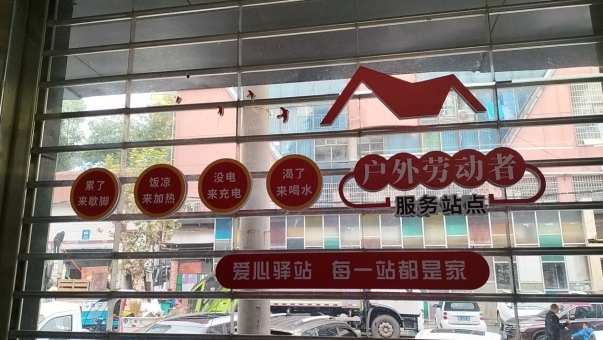 累了
来歇脚
饭凉
来加热
没电
来充电
渴了
来喝水
户外劳动者
服务站点
爱心驿站 每一站都是家